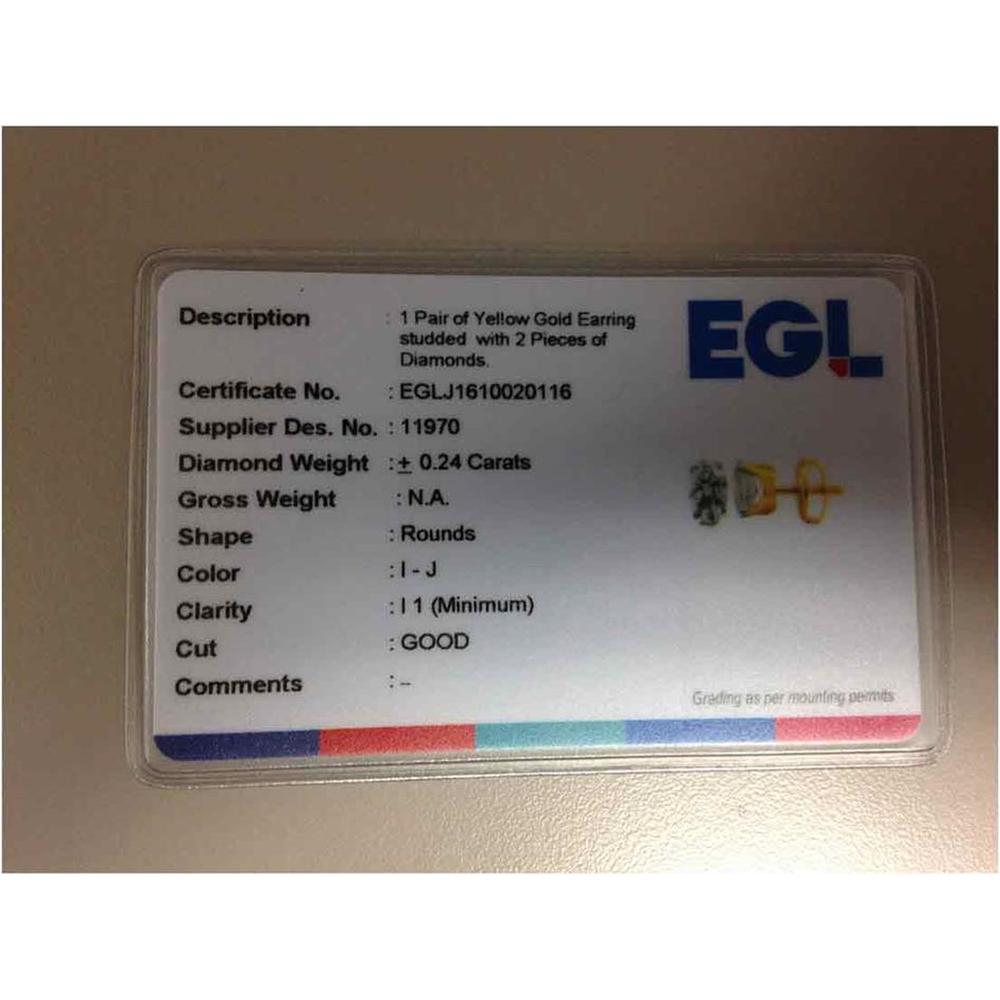 EGL
Description : 1 Pair of Yellow Gold Earring
studded with 2 Pieces of
Diamonds.
Certificate No. : EGLJ1610020116
Supplier Des. No. : 11970
Diamond Weight : ± 0.24 Carats
Gross Weight : N.A.
Shape : Rounds
Color : I - J
Clarity : I 1 (Minimum)
Cut : GOOD
Comments : --
Grading as per mounting permits